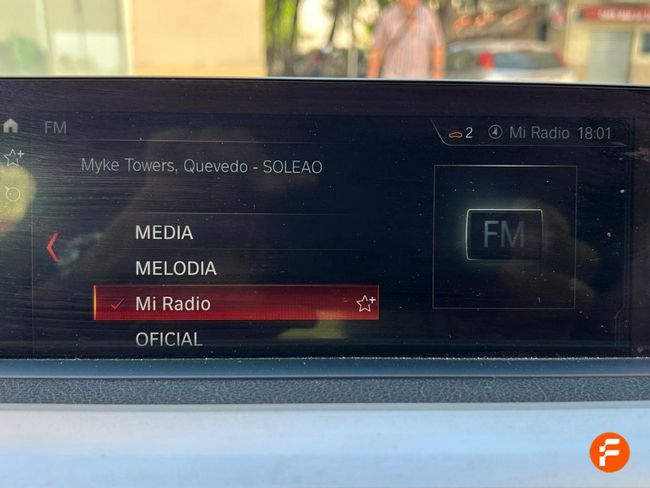 FM
2 Mi Radio 18:01
Myke Towers, Quevedo - SOLEAO
MEDIA
MELODIA
Mi Radio
OFICIAL
FM